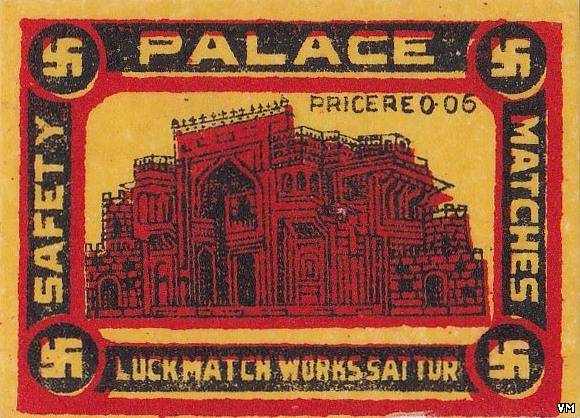 PALACE
PRICE RE 0·06
SAFETY
MATCHES
LUCK MATCH WORKS SATTUR
VM